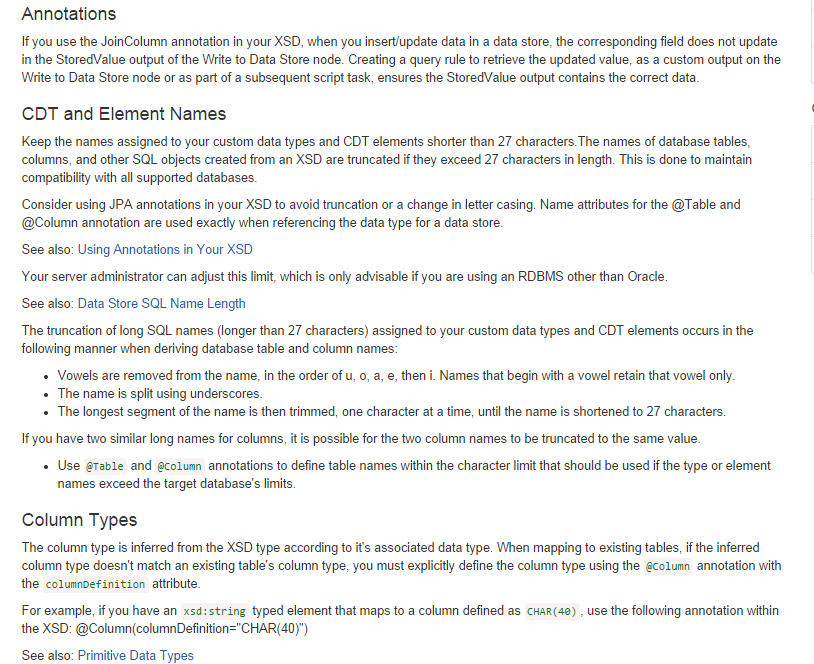 Annotations
If you use the JoinColumn annotation in your XSD, when you insert/update data in a data store, the corresponding field does not update
in the StoredValue output of the Write to Data Store node. Creating a query rule to retrieve the updated value, as a custom output on the
Write to Data Store node or as part of a subsequent script task, ensures the StoredValue output contains the correct data.
CDT and Element Names
Keep the names assigned to your custom data types and CDT elements shorter than 27 characters.The names of database tables,
columns, and other SQL objects created from an XSD are truncated if they exceed 27 characters in length. This is done to maintain
compatibility with all supported databases.
Consider using JPA annotations in your XSD to avoid truncation or a change in letter casing. Name attributes for the @Table and
@Column annotation are used exactly when referencing the data type for a data store.
See also: Using Annotations in Your XSD
Your server administrator can adjust this limit, which is only advisable if you are using an RDBMS other than Oracle.
See also: Data Store SQL Name Length
The truncation of long SQL names (longer than 27 characters) assigned to your custom data types and CDT elements occurs in the
following manner when deriving database table and column names:
• Vowels are removed from the name, in the order of u, o, a, e, then i. Names that begin with a vowel retain that vowel only.
• The name is split using underscores.
• The longest segment of the name is then trimmed, one character at a time, until the name is shortened to 27 characters.
If you have two similar long names for columns, it is possible for the two column names to be truncated to the same value.
• Use @Table and @Column annotations to define table names within the character limit that should be used if the type or element
names exceed the target database's limits.
Column Types
The column type is inferred from the XSD type according to it's associated data type. When mapping to existing tables, if the inferred
column type doesn't match an existing table's column type, you must explicitly define the column type using the @Column annotation with
the columnDefinition attribute.
For example, if you have an xsd:string typed element that maps to a column defined as CHAR(40), use the following annotation within
the XSD: @Column(columnDefinition="CHAR(40)")
See also: Primitive Data Types